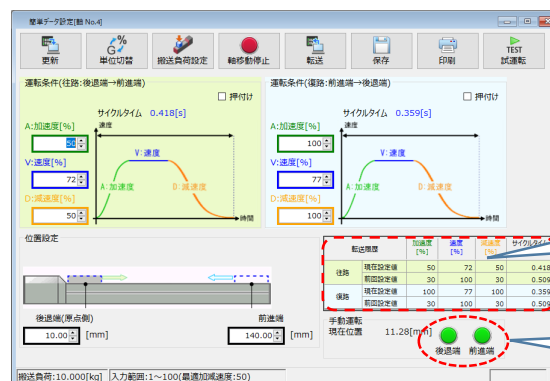 簡単データ設定[軸 No.4]
% G TEST
更新 単位切替 搬送負荷設定 軸移動停止 転送 保存 印刷 試運転
運転条件(往路:後退端→前進端) 運転条件(復路:前進端→後退端)
押付け 押付け
サイクルタイム 0.418[s] サイクルタイム 0.359[s]
A:加速度[%] 速度 A:加速度[%] 速度
50 100
V:速度[%] V:速度 V:速度[%] V:速度
72 A:加速度 D:減速度 77 A:加速度 D:減速度
D:減速度[%] D:減速度[%]
50 時間 100 時間
位置設定
転送履歴 加速度[%] 速度[%] 減速度[%] サイクルタイム
往路 現在設定値 50 72 50 0.418
前回設定値 30 100 30 0.509
復路 現在設定値 100 77 100 0.359
前回設定値 30 100 30 0.509
後退端(原点側) 前進端
10.00 [mm] 140.00 [mm]
手動運転
現在位置 11.28[mm]
後退端 前進端
搬送負荷:10.000[kg] 入力範囲:1～100(最適加減速度:50)